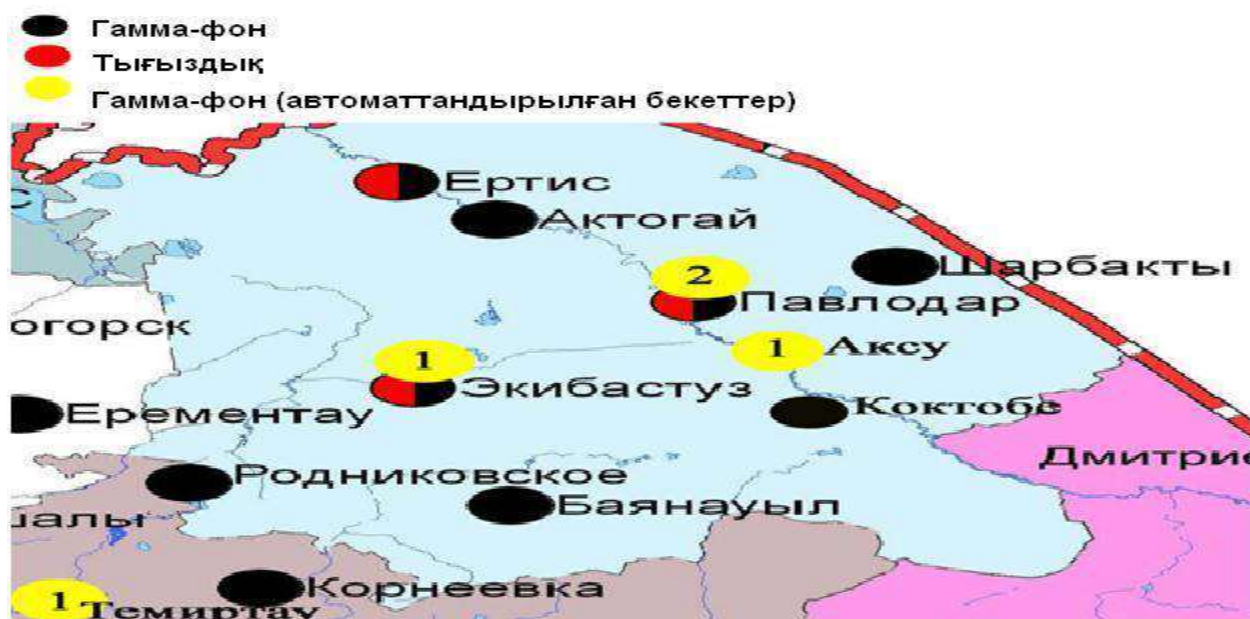 Гамма-фон
Тығыздық
Гамма-фон (автоматтандырылған бекеттер)
Ертис
Актогай
Шарбакты
2
Павлодар
огорск
1
Аксу
1
Экибастуз
Коктобе
Ерементау
Дмитрие
Родниковское
Баянауыл
шалы
Корнеевка
1
Темиртау